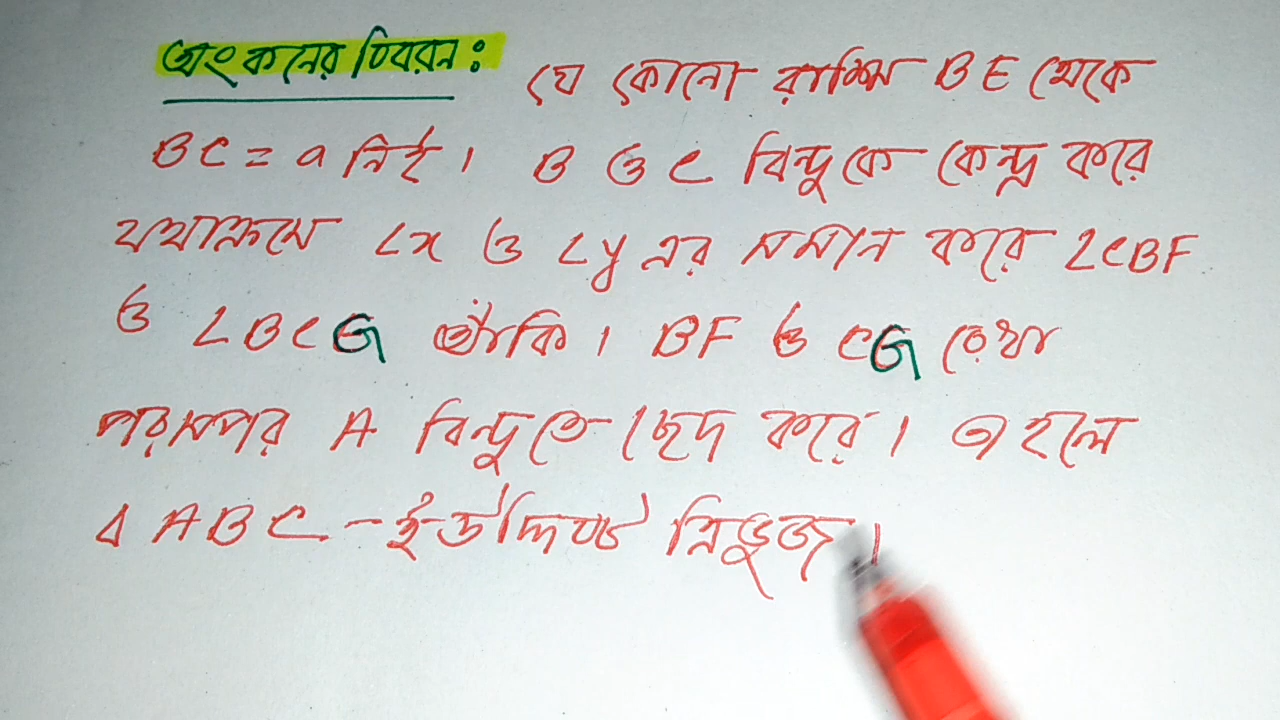 অংকনের বিবরন: যে কোনো রাশ্মি BE থেকে
BC = a নিই। B ও C বিন্দুকে কেন্দ্র করে
যথাক্রমে ∠x ও ∠y এর সমান করে ∠CBF
ও ∠BCG আঁকি। BF ও CG রেখা
পরস্পর A বিন্দুতে ছেদ করে। তাহলে
△ ABC - ই উদ্দিষ্ট ত্রিভুজ।